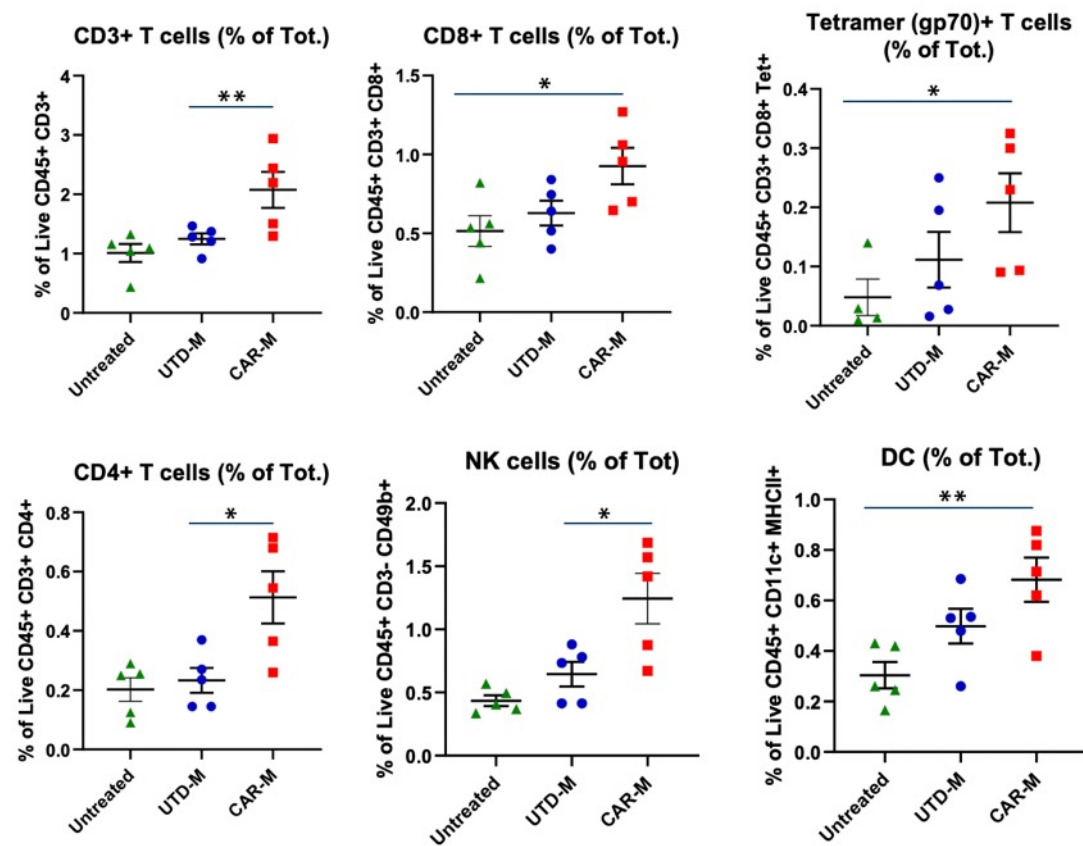 CD3+ T cells (% of Tot.)
% of Live CD45+ CD3+
4
3
2
1
0
**
Untreated
UTD-M
CAR-M
CD8+ T cells (% of Tot.)
% of Live CD45+ CD3+ CD8+
1.5
1.0
0.5
0.0
*
Untreated
UTD-M
CAR-M
Tetramer (gp70)+ T cells
(% of Tot.)
% of Live CD45+ CD3+ CD8+ Tet+
0.4
0.3
0.2
0.1
0.0
*
Untreated
UTD-M
CAR-M
CD4+ T cells (% of Tot.)
% of Live CD45+ CD3+ CD4+
0.8
0.6
0.4
0.2
0.0
*
Untreated
UTD-M
CAR-M
NK cells (% of Tot)
% of Live CD45+ CD3- CD49b+
2.0
1.5
1.0
0.5
0.0
*
Untreated
UTD-M
CAR-M
DC (% of Tot.)
% of Live CD45+ CD11c+ MHCII+
1.0
0.8
0.6
0.4
0.2
0.0
**
Untreated
UTD-M
CAR-M